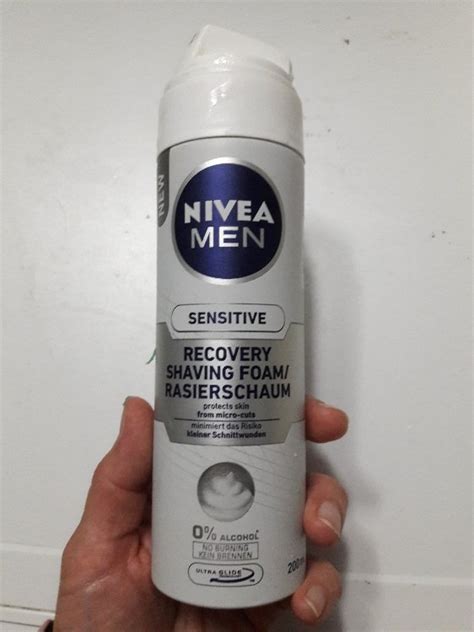 NEW
NIVEA
MEN
SENSITIVE
RECOVERY
SHAVING FOAM/
RASIERSCHAUM
protects skin
from micro-cuts
minimiert das Risiko
kleiner Schnittwunden
0% ALCOHOL*
NO BURNING
KEIN BRENNEN
ULTRA GLIDE
200